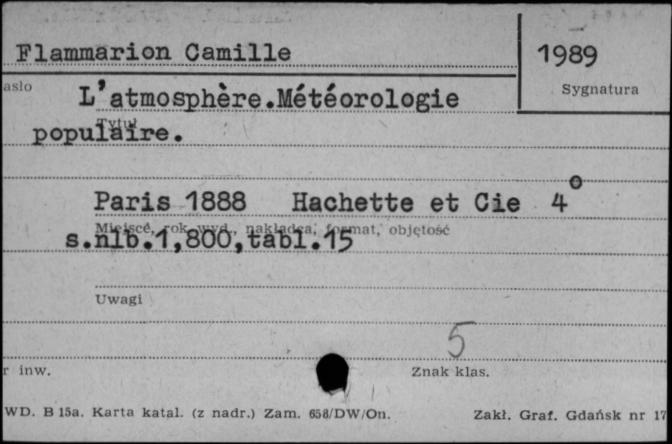 Flammarion Camille
1989
asło
Sygnatura
L'atmosphère.Météorologie
Tytuł
populaire.
Paris 1888 Hachette et Cie 4°
Miejsce, rok wyd., nakładca, format, objętość
s.nlb.1,800,tabl.15
Uwagi
5
r inw.
Znak klas.
WD. B 15a. Karta katal. (z nadr.) Zam. 658/DW/On.
Zakł. Graf. Gdańsk nr 17